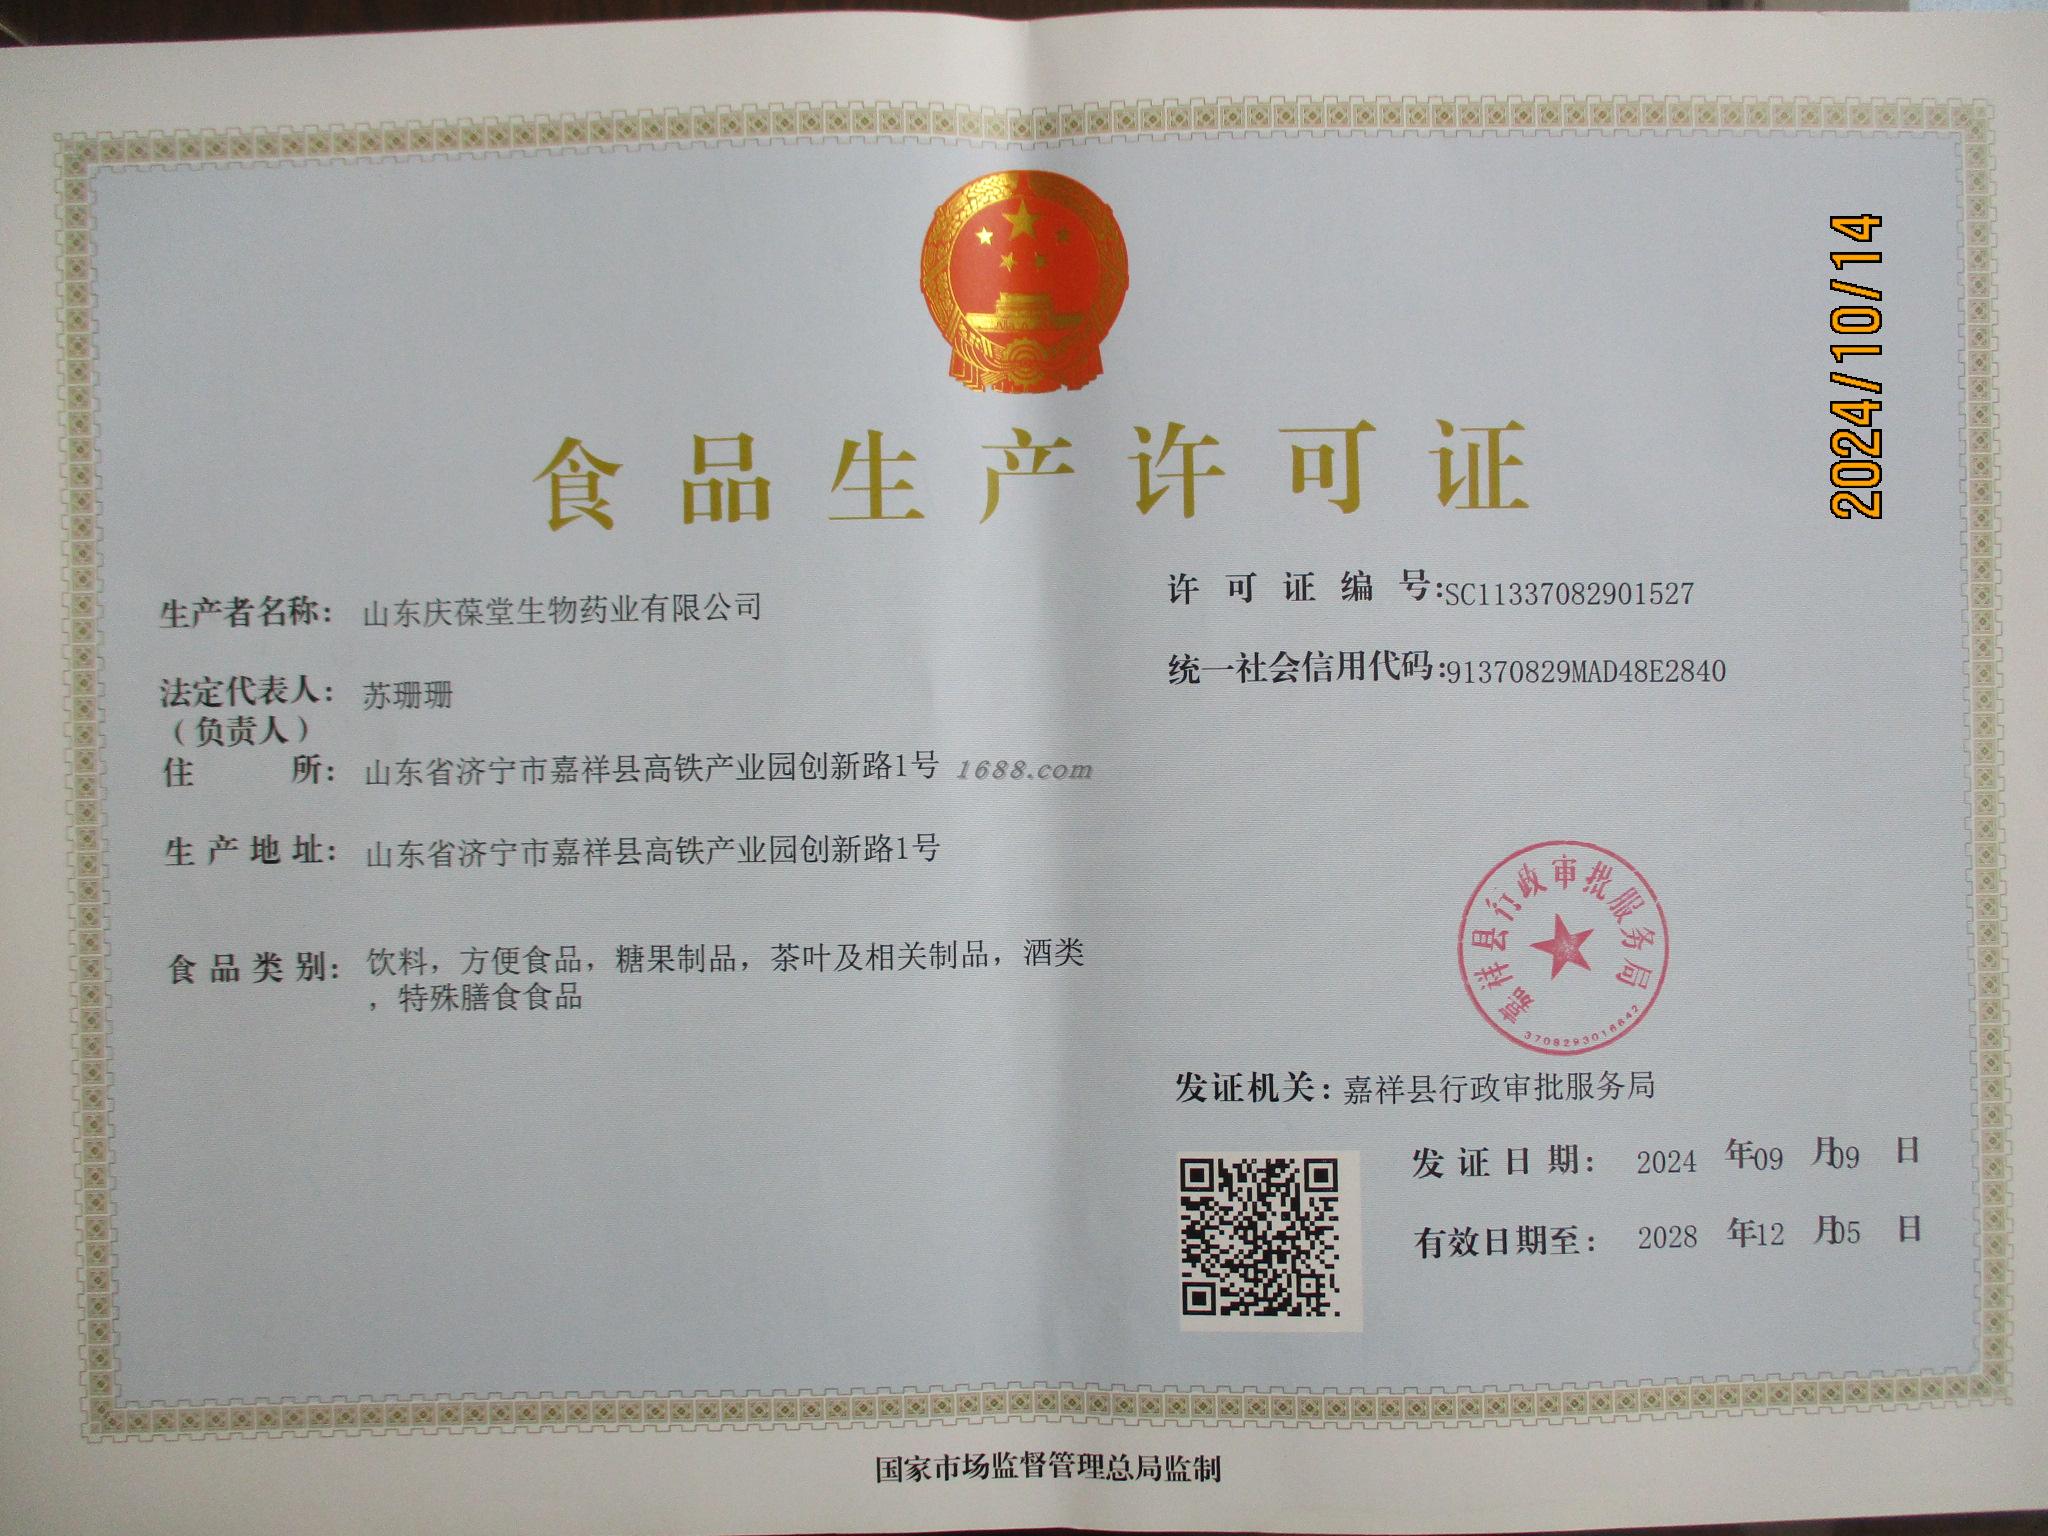 2024/10/14
食品生产许可证
生产者名称： 山东庆葆堂生物药业有限公司
许可证编号:SC11337082901527
法定代表人： 苏珊珊
（负责人）
统一社会信用代码:91370829MAD48E2840
住所： 山东省济宁市嘉祥县高铁产业园创新路1号
1688.com
生产地址： 山东省济宁市嘉祥县高铁产业园创新路1号
食品类别： 饮料，方便食品，糖果制品，茶叶及相关制品，酒类
，特殊膳食食品
嘉祥县行政审批服务局
3708293016642
发证机关：嘉祥县行政审批服务局
发证日期： 2024 年09 月09 日
有效日期至： 2028 年12 月05 日
国家市场监督管理总局监制